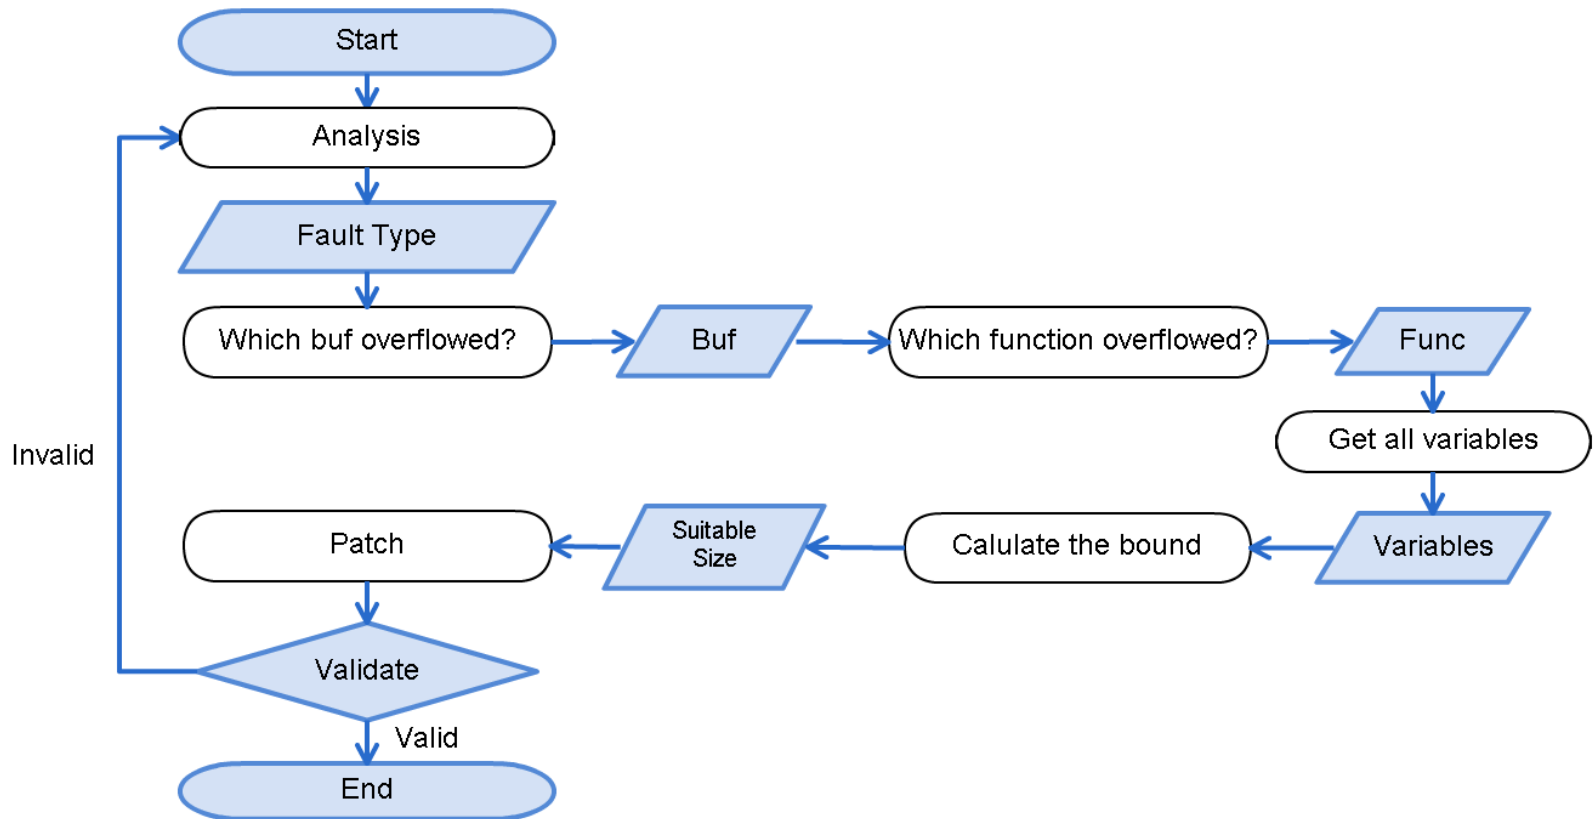 Start
Analysis
Fault Type
Which buf overflowed?
Buf
Which function overflowed?
Func
Get all variables
Variables
Calulate the bound
Suitable
Size
Patch
Validate
Invalid
Valid
End